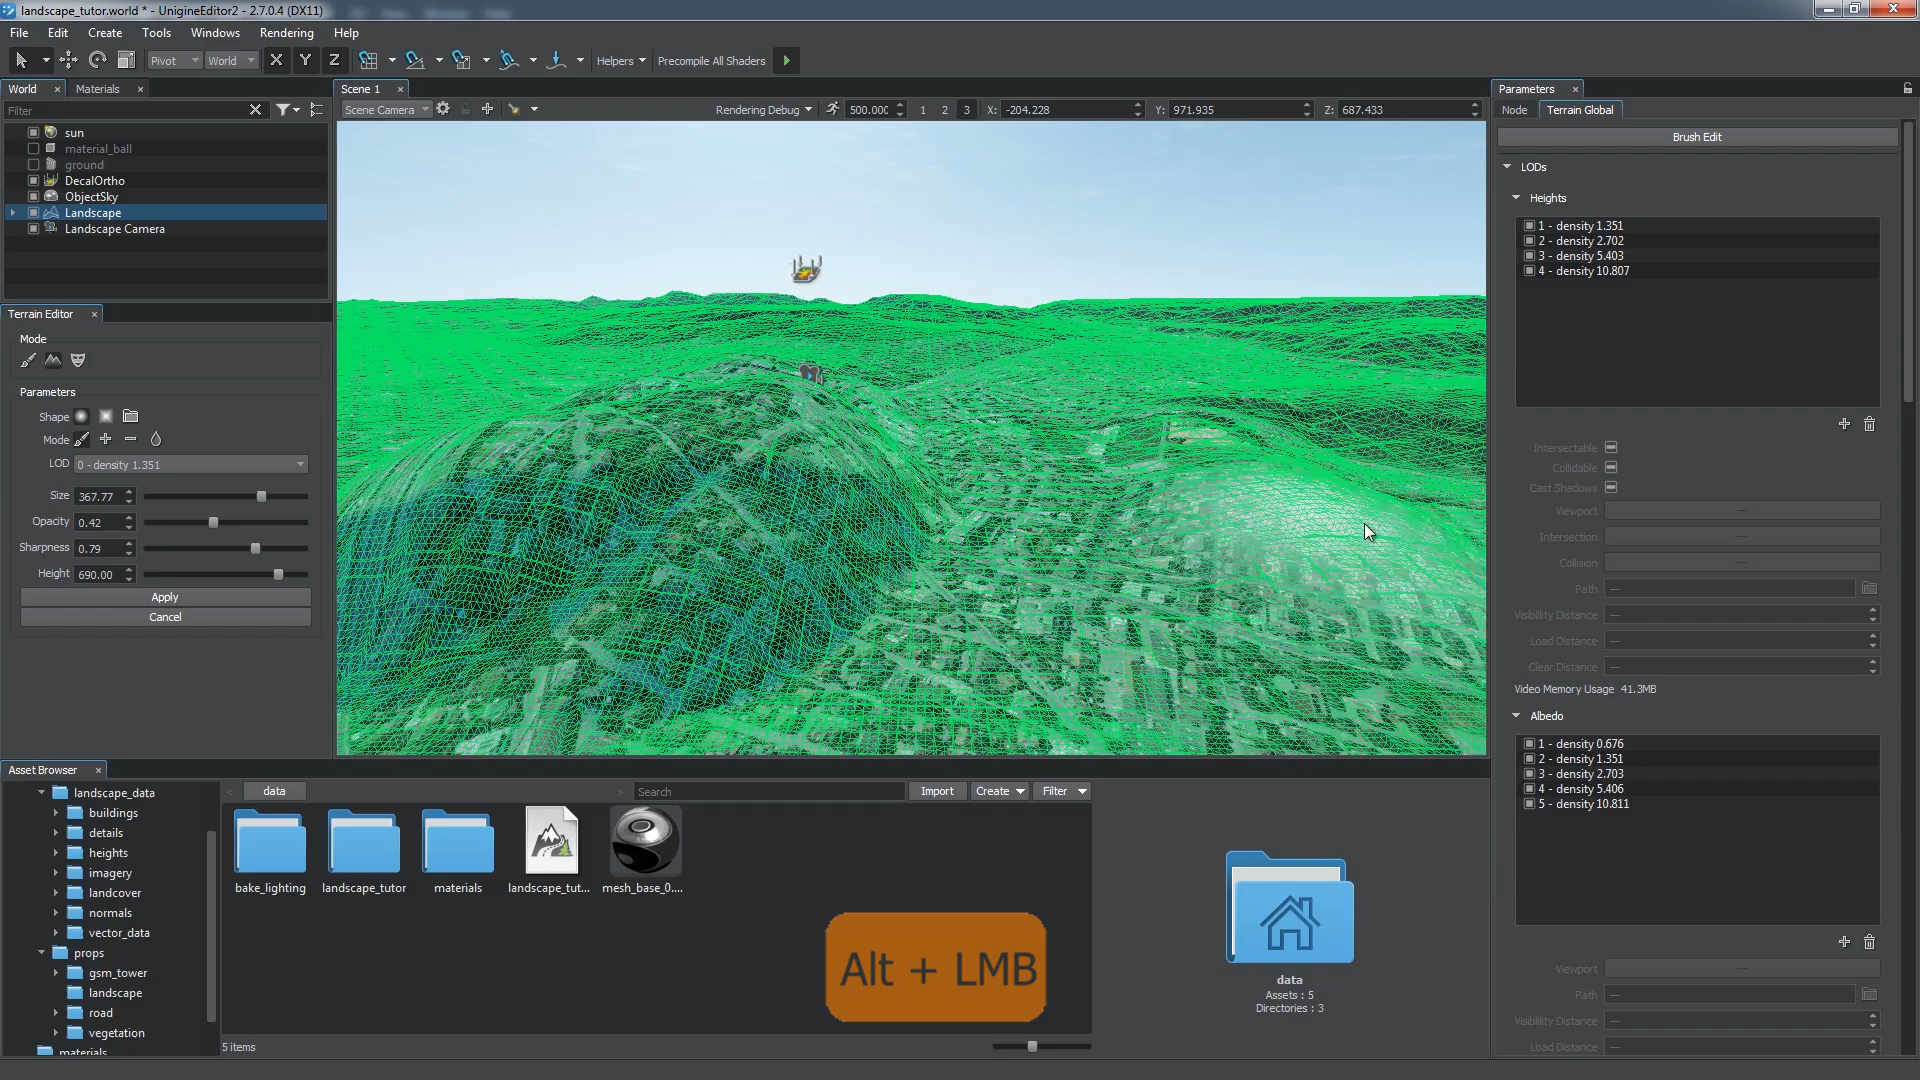 landscape_tutor.world * - UnigineEditor2 - 2.7.0.4 (DX11)
File Edit Create Tools Windows Rendering Help
Pivot World X Y Z Helpers Precompile All Shaders
World Materials
Filter
sun
material_ball
ground
DecalOrtho
ObjectSky
Landscape
Landscape Camera
Terrain Editor
Mode
Parameters
Shape
Mode
LOD 0 - density 1.351
Size 367.77
Opacity 0.42
Sharpness 0.79
Height 690.00
Apply
Cancel
Scene 1
Scene Camera Rendering Debug 500.000 1 2 3 X: -204.228 Y: 971.935 Z: 687.433
Parameters
Node Terrain Global
Brush Edit
LODs
Heights
1 - density 1.351
2 - density 2.702
3 - density 5.403
4 - density 10.807
Intersectable
Collidable
Cast Shadows
Viewport —
Intersection —
Collision —
Path —
Visiblility Distance —
Load Distance —
Clear Distance —
Video Memory Usage 41.3MB
Albedo
1 - density 0.676
2 - density 1.351
3 - density 2.703
4 - density 5.406
5 - density 10.811
Viewport —
Path —
Visiblility Distance —
Load Distance —
Asset Browser
landscape_data
buildings
details
heights
imagery
landcover
normals
vector_data
props
gsm_tower
landscape
road
vegetation
materials
< data > Search Import Create Filter
bake_lighting landscape_tutor materials landscape_tut... mesh_base_0....
Alt + LMB
data
Assets : 5
Directories : 3
5 items